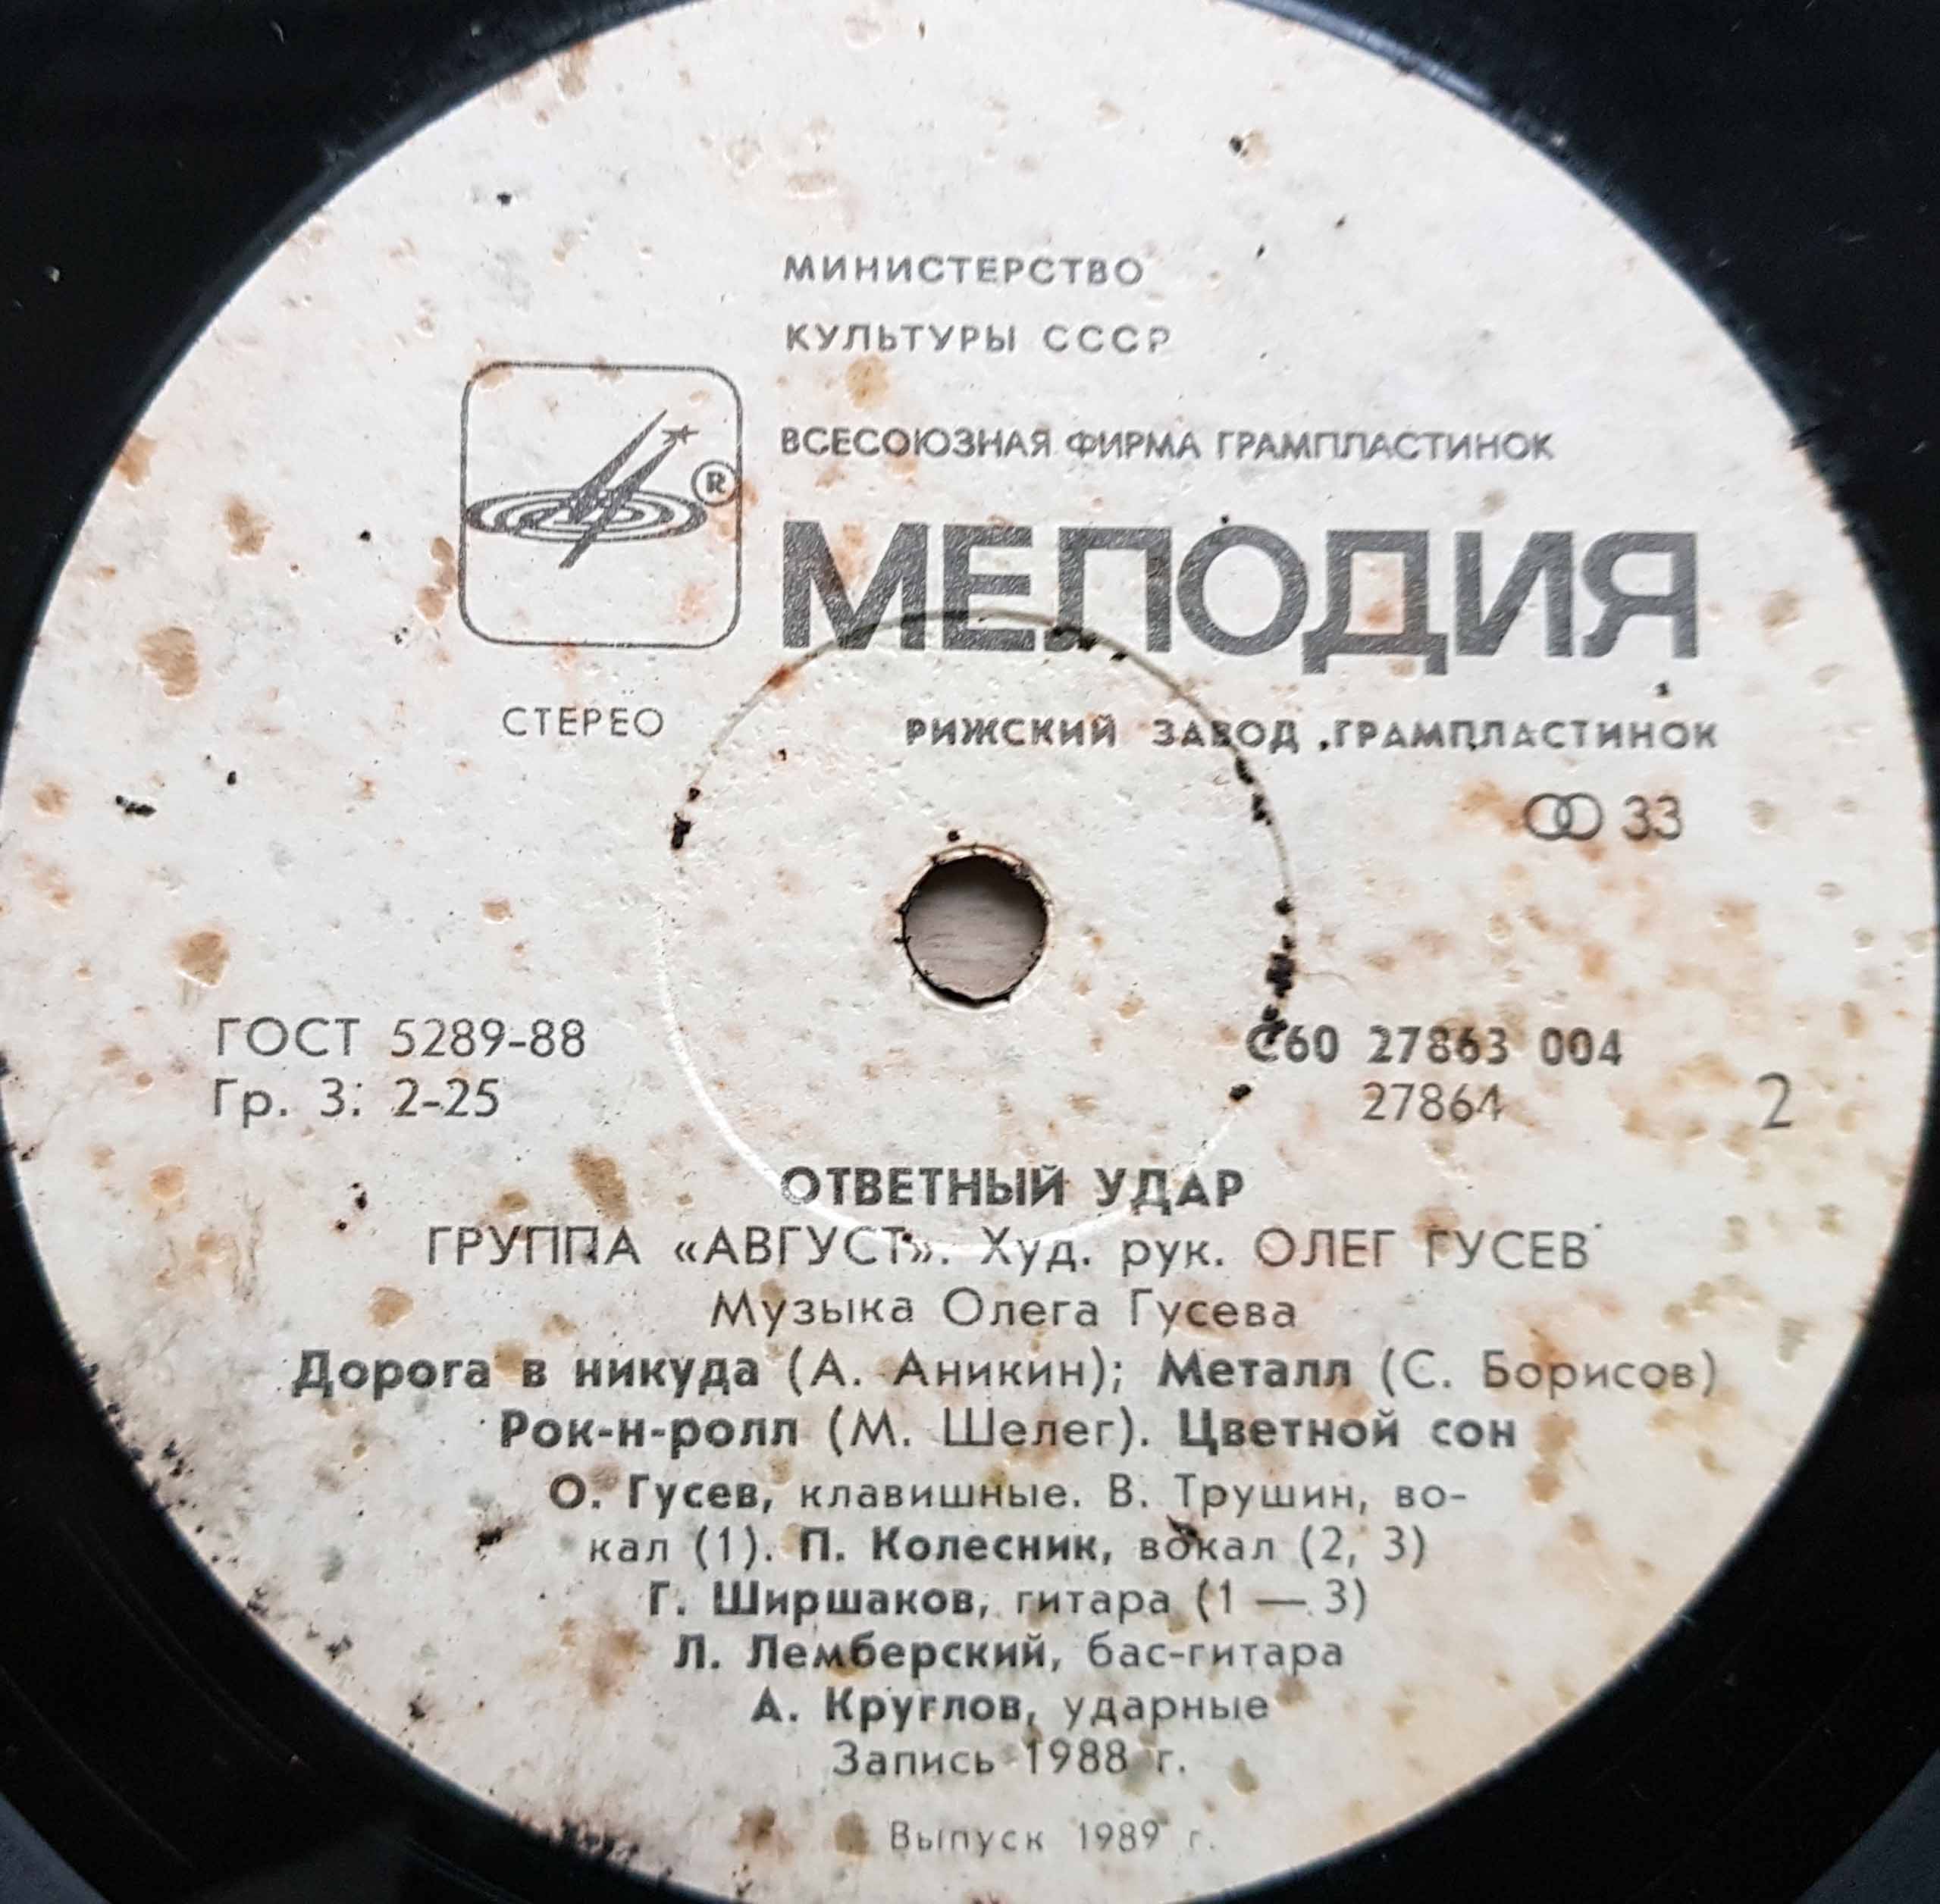 МИНИСТЕРСТВО
КУЛЬТУРЫ СССР
ВСЕСОЮЗНАЯ ФИРМА ГРАМПЛАСТИНОК
®
МЕЛОДИЯ
СТЕРЕО
РИЖСКИЙ ЗАВОД ГРАМПЛАСТИНОК
33
ГОСТ 5289-88
Гр. 3: 2-25
С60 27863 004
27864
2
ОТВЕТНЫЙ УДАР
ГРУППА «АВГУСТ». Худ. рук. ОЛЕГ ГУСЕВ
Музыка Олега Гусева
Дорога в никуда (А. Аникин); Металл (С. Борисов)
Рок-н-ролл (М. Шелег). Цветной сон
О. Гусев, клавишные. В. Трушин, во-
кал (1). П. Колесник, вокал (2, 3)
Г. Ширшаков, гитара (1 — 3)
Л. Лемберский, бас-гитара
А. Круглов, ударные
Запись 1988 г.
Выпуск 1989 г.